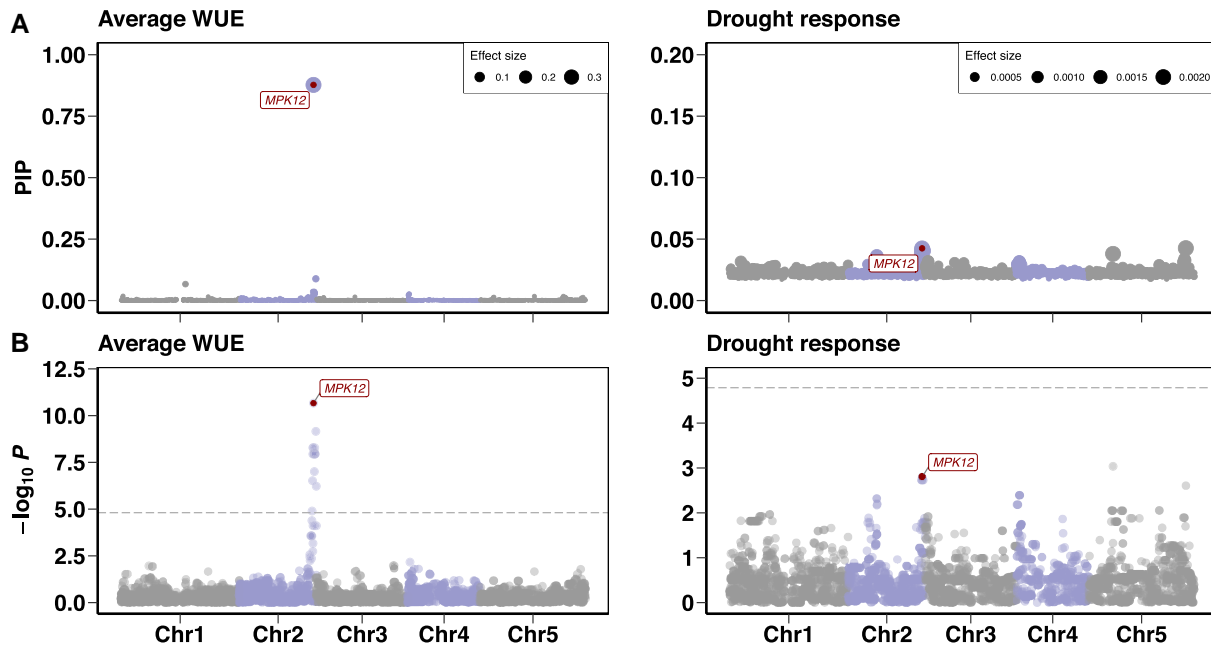 A
Average WUE
Drought response
PIP
1.00
0.75
0.50
0.25
0.00
Effect size
0.1 0.2 0.3
MPK12
0.20
0.15
0.10
0.05
0.00
Effect size
0.0005 0.0010 0.0015 0.0020
MPK12
B
Average WUE
Drought response
−log10 P
12.5
10.0
7.5
5.0
2.5
0.0
MPK12
Chr1 Chr2 Chr3 Chr4 Chr5
5
4
3
2
1
0
MPK12
Chr1 Chr2 Chr3 Chr4 Chr5